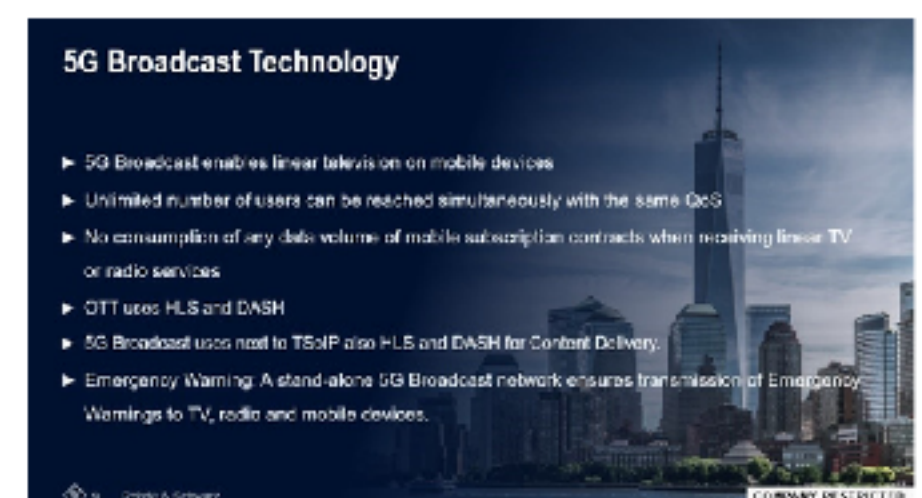 5G Broadcast Technology
► 5G Broadcast enables linear television on mobile devices
► Unlimited number of users can be reached simultaneously with the same QoS
► No consumption of any data volume of mobile subscription contracts when receiving linear TV
or radio services
► OTT uses HLS and DASH
► 5G Broadcast uses next to TSoIP also HLS and DASH for Content Delivery.
► Emergency Warning: A stand-alone 5G Broadcast network ensures transmission of Emergency
Warnings to TV, radio and mobile devices.
Rohde & Schwarz
COMPANY RESTRICTED